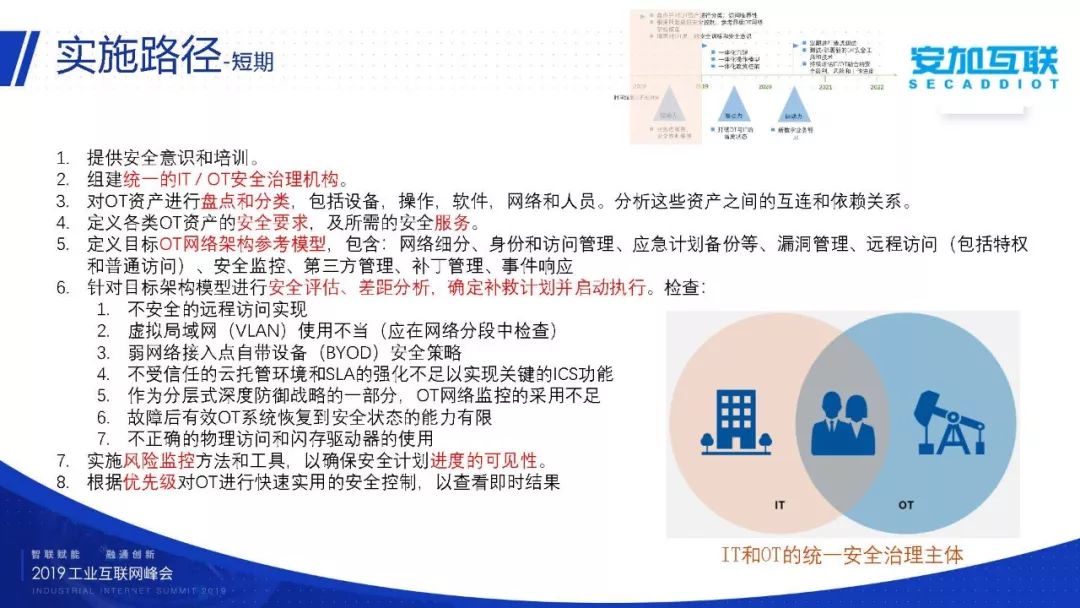 实施路径-短期
安加互联
SECADDIOT
一体化治理
2019
2020
2021
2022
1. 提供安全意识和培训。
2. 组建统一的IT / OT安全治理机构。
3. 对OT资产进行盘点和分类，包括设备，操作，软件，网络和人员。分析这些资产之间的互连和依赖关系。
4. 定义各类OT资产的安全要求，及所需的安全服务。
5. 定义目标OT网络架构参考模型，包含：网络细分、身份和访问管理、应急计划备份等、漏洞管理、远程访问（包括特权
和普通访问）、安全监控、第三方管理、补丁管理、事件响应
6. 针对目标架构模型进行安全评估、差距分析，确定补救计划并启动执行。检查：
1. 不安全的远程访问实现
2. 虚拟局域网（VLAN）使用不当（应在网络分段中检查）
3. 弱网络接入点自带设备（BYOD）安全策略
4. 不受信任的云托管环境和SLA的强化不足以实现关键的ICS功能
5. 作为分层式深度防御战略的一部分，OT网络监控的采用不足
6. 故障后有效OT系统恢复到安全状态的能力有限
7. 不正确的物理访问和闪存驱动器的使用
7. 实施风险监控方法和工具，以确保安全计划进度的可见性。
8. 根据优先级对OT进行快速实用的安全控制，以查看即时结果
IT
OT
IT和OT的统一安全治理主体
智联赋能 融通创新
2019工业互联网峰会
INDUSTRIAL INTERNET SUMMIT 2019